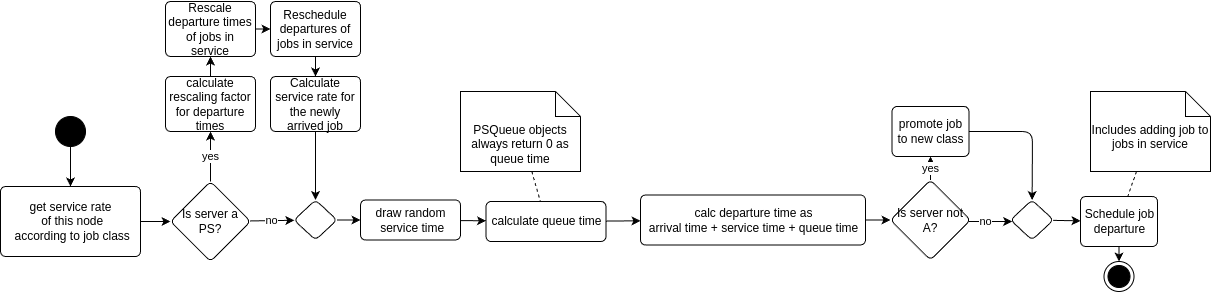 get service rate
of this node
according to job class
Is server a
PS?
yes
no
calculate
rescaling factor
for departure
times
Rescale
departure times
of jobs in
service
Reschedule
departures of
jobs in service
Calculate
service rate for
the newly
arrived job
draw random
service time
PSQueue objects
always return 0 as
queue time
calculate queue time
calc departure time as
arrival time + service time + queue time
Is server not
A?
yes
no
promote job
to new class
Includes adding job to
jobs in service
Schedule job
departure